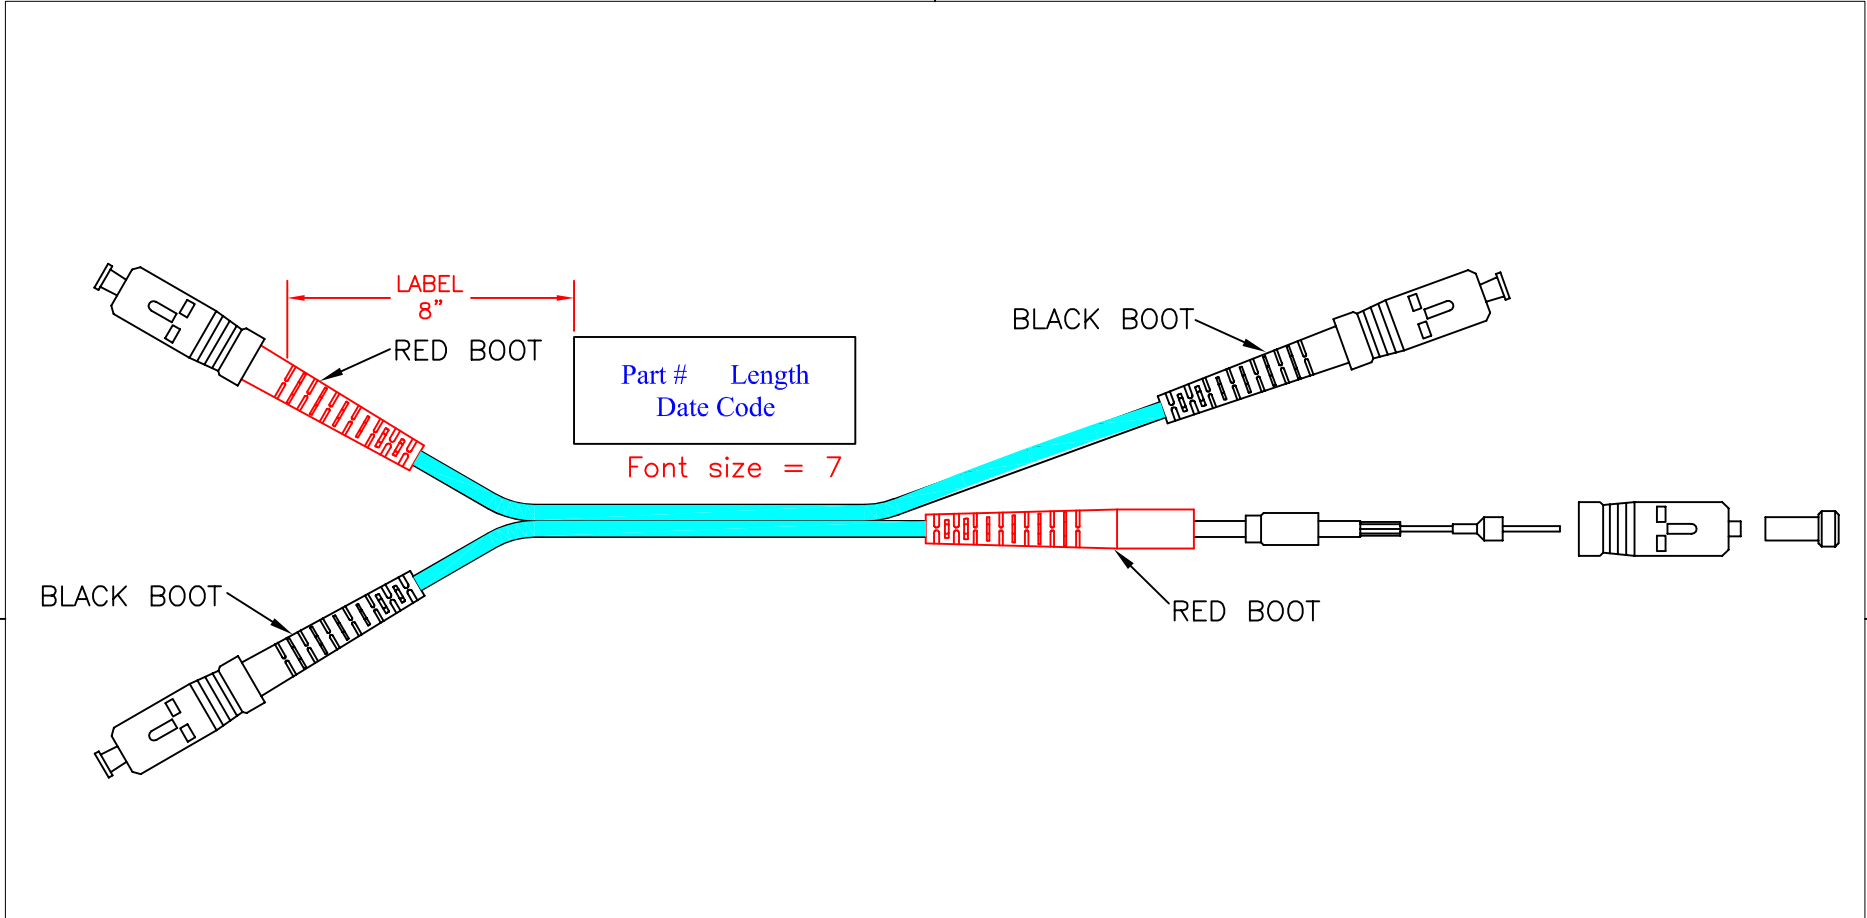 LABEL
8”
RED BOOT
BLACK BOOT
Part # Length
Date Code
Font size = 7
BLACK BOOT
RED BOOT